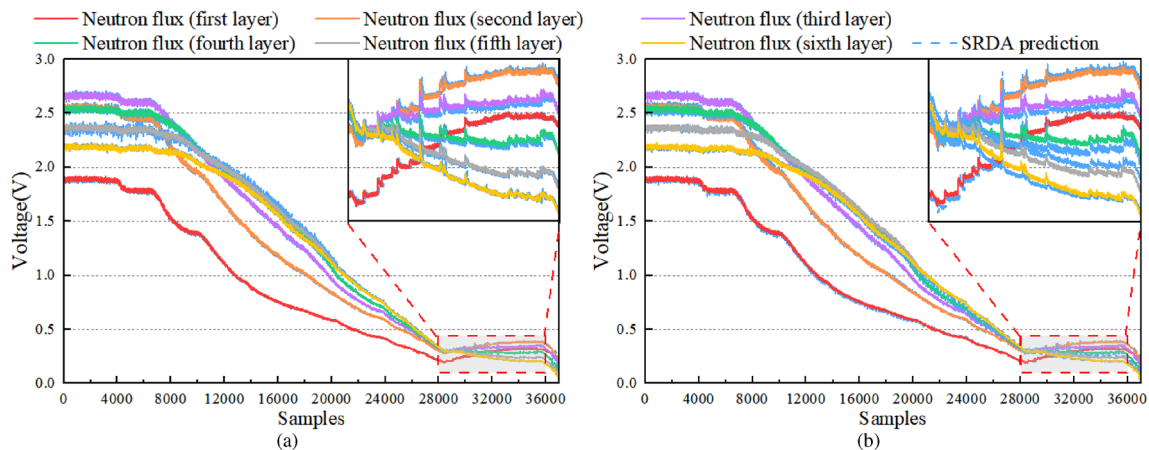 Neutron flux (first layer) Neutron flux (second layer) Neutron flux (third layer)
Neutron flux (fourth layer) Neutron flux (fifth layer) Neutron flux (sixth layer) SRDA prediction
3.0
2.5
2.0
1.5
1.0
0.5
0.0
Voltage(V)
0 4000 8000 12000 16000 20000 24000 28000 32000 36000
Samples
(a)
3.0
2.5
2.0
1.5
1.0
0.5
0.0
Voltage(V)
0 4000 8000 12000 16000 20000 24000 28000 32000 36000
Samples
(b)